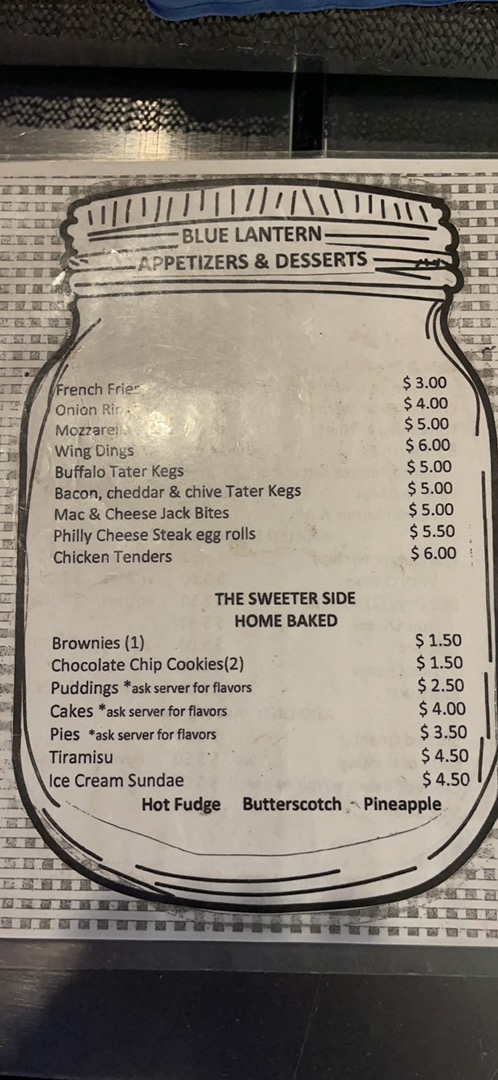 BLUE LANTERN
APPETIZERS & DESSERTS
French Fries $ 3.00
Onion $ 4.00
$ 5.00
Wing Dings $ 6.00
Buffalo Tater Kegs $ 5.00
Bacon, cheddar & chive Tater Kegs $ 5.00
Mac & Cheese Jack Bites $ 5.00
Philly Cheese Steak egg rolls $ 5.50
Chicken Tenders $ 6.00
THE SWEETER SIDE
HOME BAKED
Brownies (1) $ 1.50
Chocolate Chip Cookies(2) $ 1.50
Puddings *ask server for flavors $ 2.50
Cakes *ask server for flavors $ 4.00
Pies *ask server for flavors $ 3.50
Tiramisu $ 4.50
Ice Cream Sundae $ 4.50
Hot Fudge Butterscotch - Pineapple